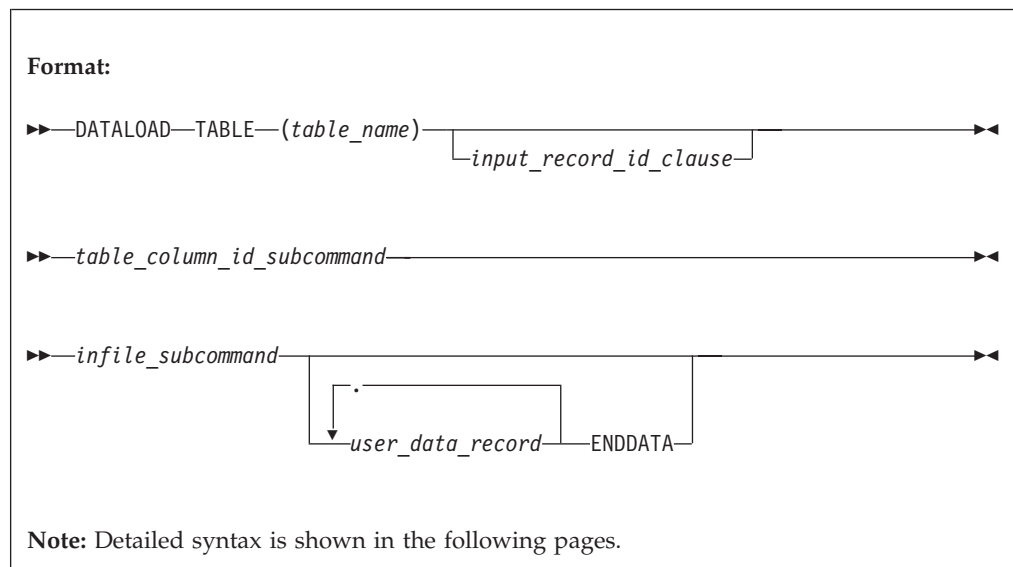 Format:
DATALOAD TABLE (table_name)
input_record_id_clause
table_column_id_subcommand
infile_subcommand
.
user_data_record ENDDATA
Note: Detailed syntax is shown in the following pages.